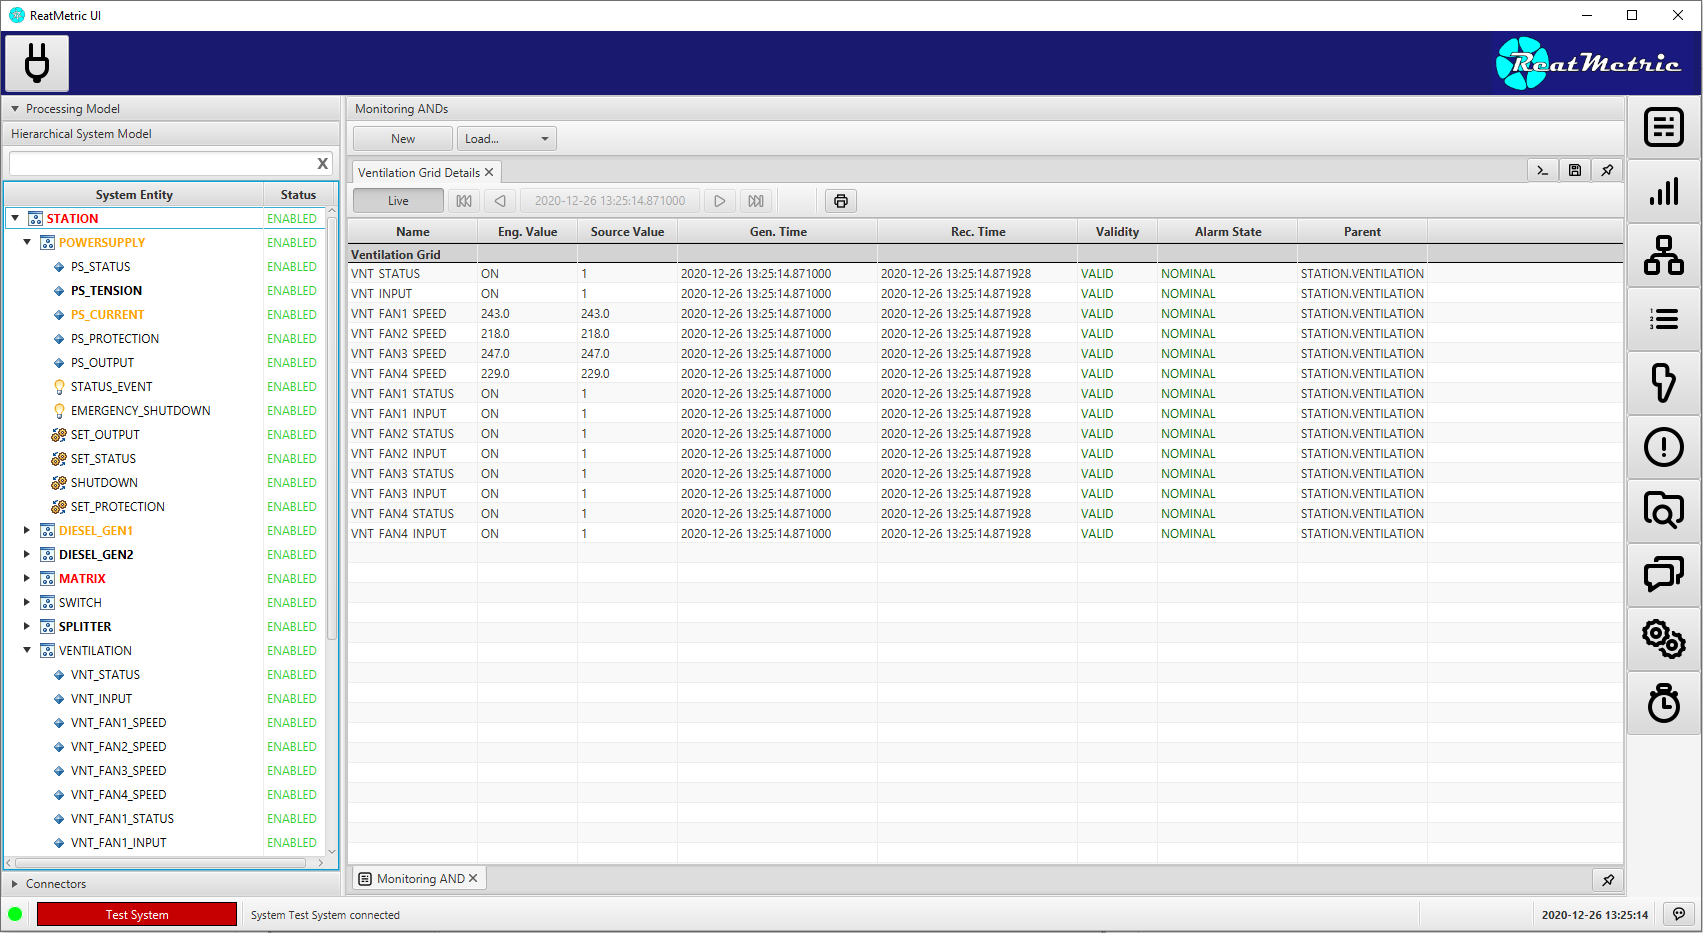 ReatMetric UI
ReatMetric
Processing Model
Hierarchical System Model
X
System Entity Status
STATION ENABLED
POWERSUPPLY ENABLED
PS_STATUS ENABLED
PS_TENSION ENABLED
PS_CURRENT ENABLED
PS_PROTECTION ENABLED
PS_OUTPUT ENABLED
STATUS_EVENT ENABLED
EMERGENCY_SHUTDOWN ENABLED
SET_OUTPUT ENABLED
SET_STATUS ENABLED
SHUTDOWN ENABLED
SET_PROTECTION ENABLED
DIESEL_GEN1 ENABLED
DIESEL_GEN2 ENABLED
MATRIX ENABLED
SWITCH ENABLED
SPLITTER ENABLED
VENTILATION ENABLED
VNT_STATUS ENABLED
VNT_INPUT ENABLED
VNT_FAN1_SPEED ENABLED
VNT_FAN2_SPEED ENABLED
VNT_FAN3_SPEED ENABLED
VNT_FAN4_SPEED ENABLED
VNT_FAN1_STATUS ENABLED
VNT_FAN1_INPUT ENABLED
Connectors
Monitoring ANDs
New Load...
Ventilation Grid Details
Live 2020-12-26 13:25:14.871000
Name Eng. Value Source Value Gen. Time Rec. Time Validity Alarm State Parent
Ventilation Grid
VNT STATUS ON 1 2020-12-26 13:25:14.871000 2020-12-26 13:25:14.871928 VALID NOMINAL STATION.VENTILATION
VNT INPUT ON 1 2020-12-26 13:25:14.871000 2020-12-26 13:25:14.871928 VALID NOMINAL STATION.VENTILATION
VNT FAN1 SPEED 243.0 243.0 2020-12-26 13:25:14.871000 2020-12-26 13:25:14.871928 VALID NOMINAL STATION.VENTILATION
VNT FAN2 SPEED 218.0 218.0 2020-12-26 13:25:14.871000 2020-12-26 13:25:14.871928 VALID NOMINAL STATION.VENTILATION
VNT FAN3 SPEED 247.0 247.0 2020-12-26 13:25:14.871000 2020-12-26 13:25:14.871928 VALID NOMINAL STATION.VENTILATION
VNT FAN4 SPEED 229.0 229.0 2020-12-26 13:25:14.871000 2020-12-26 13:25:14.871928 VALID NOMINAL STATION.VENTILATION
VNT FAN1 STATUS ON 1 2020-12-26 13:25:14.871000 2020-12-26 13:25:14.871928 VALID NOMINAL STATION.VENTILATION
VNT FAN1 INPUT ON 1 2020-12-26 13:25:14.871000 2020-12-26 13:25:14.871928 VALID NOMINAL STATION.VENTILATION
VNT FAN2 STATUS ON 1 2020-12-26 13:25:14.871000 2020-12-26 13:25:14.871928 VALID NOMINAL STATION.VENTILATION
VNT FAN2 INPUT ON 1 2020-12-26 13:25:14.871000 2020-12-26 13:25:14.871928 VALID NOMINAL STATION.VENTILATION
VNT FAN3 STATUS ON 1 2020-12-26 13:25:14.871000 2020-12-26 13:25:14.871928 VALID NOMINAL STATION.VENTILATION
VNT FAN3 INPUT ON 1 2020-12-26 13:25:14.871000 2020-12-26 13:25:14.871928 VALID NOMINAL STATION.VENTILATION
VNT FAN4 STATUS ON 1 2020-12-26 13:25:14.871000 2020-12-26 13:25:14.871928 VALID NOMINAL STATION.VENTILATION
VNT FAN4 INPUT ON 1 2020-12-26 13:25:14.871000 2020-12-26 13:25:14.871928 VALID NOMINAL STATION.VENTILATION
Monitoring AND
1
2
3
Test System System Test System connected 2020-12-26 13:25:14